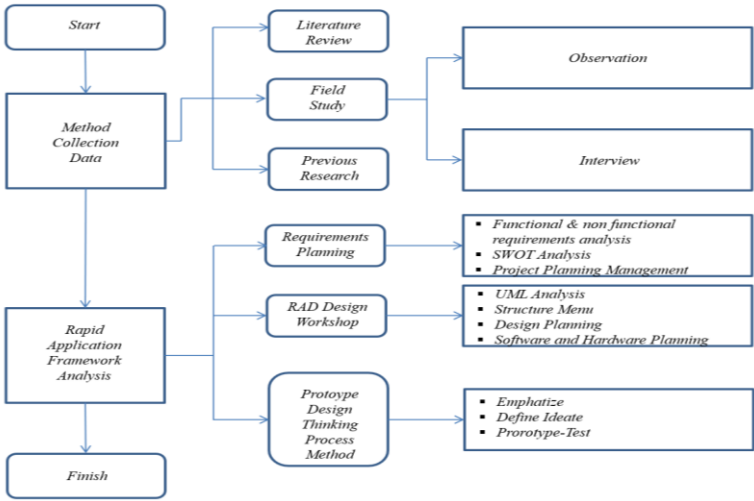 Start
Method
Collection
Data
Literature
Review
Field
Study
Previous
Research
Observation
Interview
Rapid
Application
Framework
Analysis
Requirements
Planning
▪ Functional & non functional
requirements analysis
▪ SWOT Analysis
▪ Project Planning Management
RAD Design
Workshop
▪ UML Analysis
▪ Structure Menu
▪ Design Planning
▪ Software and Hardware Planning
Protoype
Design
Thinking
Process
Method
▪ Emphatize
▪ Define Ideate
▪ Prorotype-Test
Finish